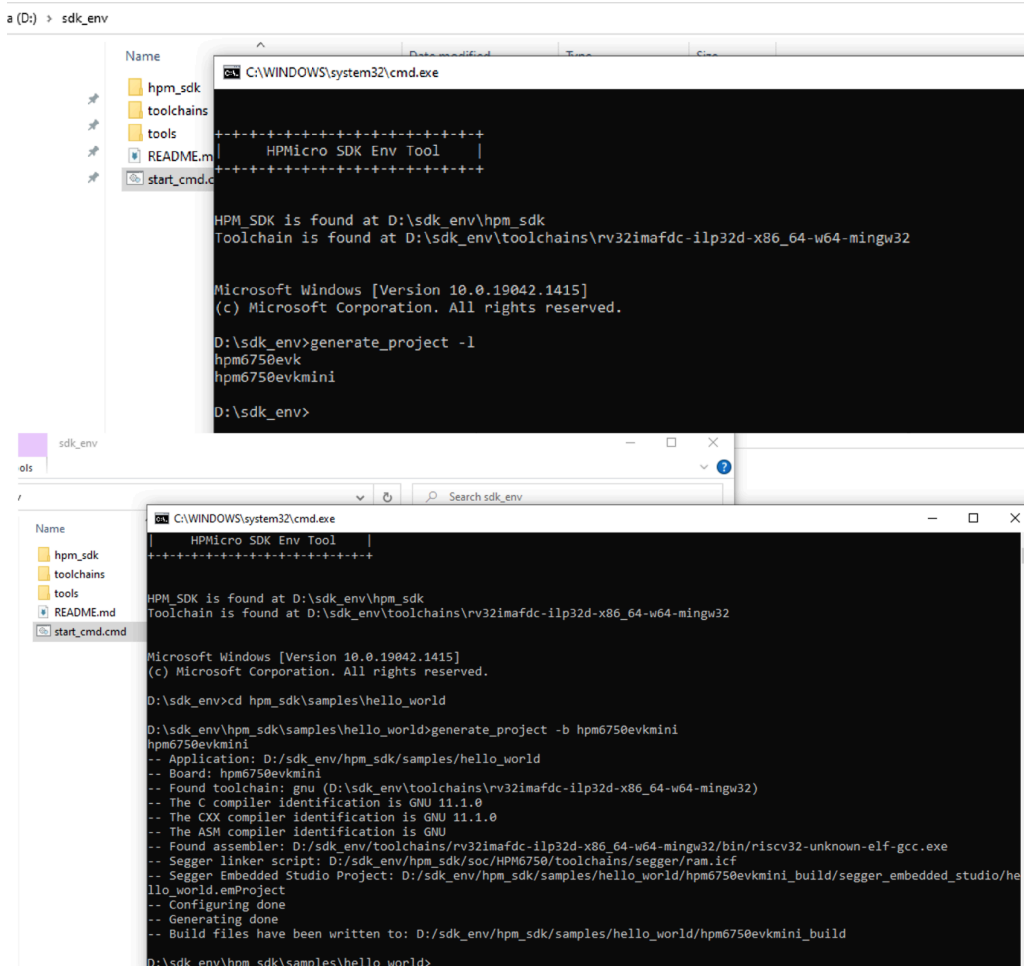 a (D:) > sdk_env
Name
Date modified Type Size
hpm_sdk
toolchains
tools
README.m
start_cmd.c
C:\WINDOWS\system32\cmd.exe
+-+-+-+-+-+-+-+-+-+-+-+-+-+-+-+
| HPMicro SDK Env Tool |
+-+-+-+-+-+-+-+-+-+-+-+-+-+-+-+
HPM_SDK is found at D:\sdk_env\hpm_sdk
Toolchain is found at D:\sdk_env\toolchains\rv32imafdc-ilp32d-x86_64-w64-mingw32
Microsoft Windows [Version 10.0.19042.1415]
(c) Microsoft Corporation. All rights reserved.
D:\sdk_env>generate_project -l
hpm6750evk
hpm6750evkmini
D:\sdk_env>
sdk_env
ols
Search sdk_env
Name
hpm_sdk
toolchains
tools
README.md
start_cmd.cmd
C:\WINDOWS\system32\cmd.exe
| HPMicro SDK Env Tool |
+-+-+-+-+-+-+-+-+-+-+-+-+-+-+-+
HPM_SDK is found at D:\sdk_env\hpm_sdk
Toolchain is found at D:\sdk_env\toolchains\rv32imafdc-ilp32d-x86_64-w64-mingw32
Microsoft Windows [Version 10.0.19042.1415]
(c) Microsoft Corporation. All rights reserved.
D:\sdk_env>cd hpm_sdk\samples\hello_world
D:\sdk_env\hpm_sdk\samples\hello_world>generate_project -b hpm6750evkmini
hpm6750evkmini
-- Application: D:/sdk_env/hpm_sdk/samples/hello_world
-- Board: hpm6750evkmini
-- Found toolchain: gnu (D:\sdk_env\toolchains\rv32imafdc-ilp32d-x86_64-w64-mingw32)
-- The C compiler identification is GNU 11.1.0
-- The CXX compiler identification is GNU 11.1.0
-- The ASM compiler identification is GNU
-- Found assembler: D:/sdk_env/toolchains/rv32imafdc-ilp32d-x86_64-w64-mingw32/bin/riscv32-unknown-elf-gcc.exe
-- Segger linker script: D:/sdk_env/hpm_sdk/soc/HPM6750/toolchains/segger/ram.icf
-- Segger Embedded Studio Project: D:/sdk_env/hpm_sdk/samples/hello_world/hpm6750evkmini_build/segger_embedded_studio/he
llo_world.emProject
-- Configuring done
-- Generating done
-- Build files have been written to: D:/sdk_env/hpm_sdk/samples/hello_world/hpm6750evkmini_build
D:\sdk_env\hpm_sdk\samples\hello_world>